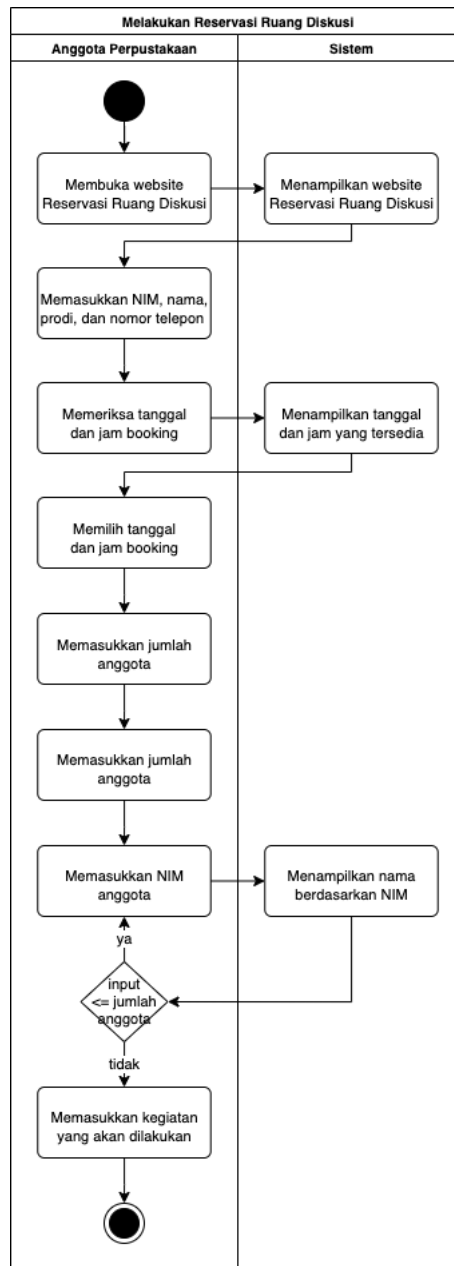 Melakukan Reservasi Ruang Diskusi
Anggota Perpustakaan
Sistem
Membuka website
Reservasi Ruang Diskusi
Menampilkan website
Reservasi Ruang Diskusi
Memasukkan NIM, nama,
prodi, dan nomor telepon
Memeriksa tanggal
dan jam booking
Menampilkan tanggal
dan jam yang tersedia
Memilih tanggal
dan jam booking
Memasukkan jumlah
anggota
Memasukkan jumlah
anggota
Memasukkan NIM
anggota
Menampilkan nama
berdasarkan NIM
ya
input
<= jumlah
anggota
tidak
Memasukkan kegiatan
yang akan dilakukan